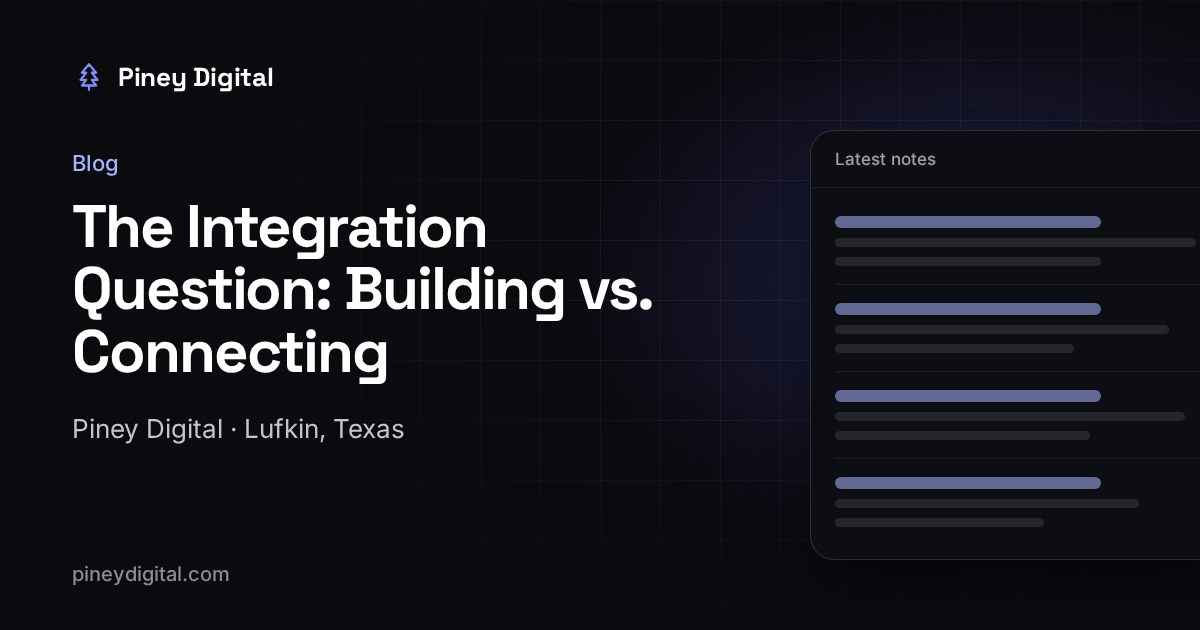 Piney Digital
Blog
The Integration
Question: Building vs.
Connecting
Piney Digital · Lufkin, Texas
pineydigital.com
Latest notes